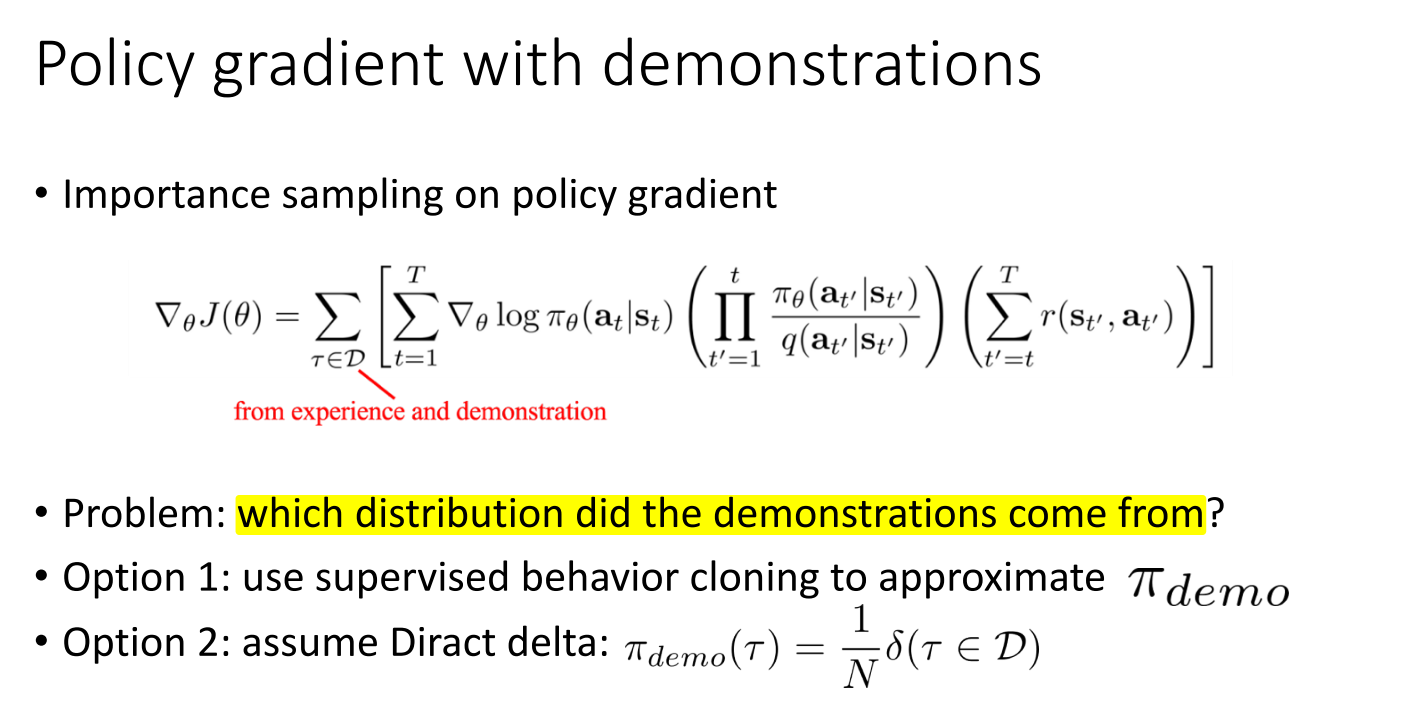 Policy gradient with demonstrations
• Importance sampling on policy gradient
$\nabla_\theta J(\theta) = \sum_{\tau \in \mathcal{D}} \left[ \sum_{t=1}^{T} \nabla_\theta \log \pi_\theta(\mathbf{a}_t|\mathbf{s}_t) \left( \prod_{t'=1}^{t} \frac{\pi_\theta(\mathbf{a}_{t'}|\mathbf{s}_{t'})}{q(\mathbf{a}_{t'}|\mathbf{s}_{t'})} \right) \left( \sum_{t'=t}^{T} r(\mathbf{s}_{t'}, \mathbf{a}_{t'}) \right) \right]$
from experience and demonstration
• Problem: which distribution did the demonstrations come from?
• Option 1: use supervised behavior cloning to approximate $\pi_{demo}$
• Option 2: assume Diract delta: $\pi_{demo}(\tau) = \frac{1}{N}\delta(\tau \in \mathcal{D})$